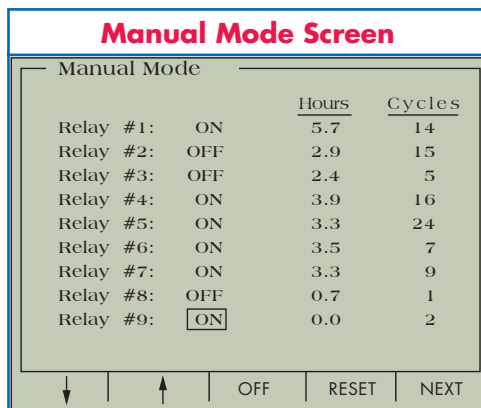 Manual Mode Screen
Manual Mode
Hours Cycles
Relay #1: ON 5.7 14
Relay #2: OFF 2.9 15
Relay #3: OFF 2.4 5
Relay #4: ON 3.9 16
Relay #5: ON 3.3 24
Relay #6: ON 3.5 7
Relay #7: ON 3.3 9
Relay #8: OFF 0.7 1
Relay #9: ON 0.0 2
↓ ↑ OFF RESET NEXT